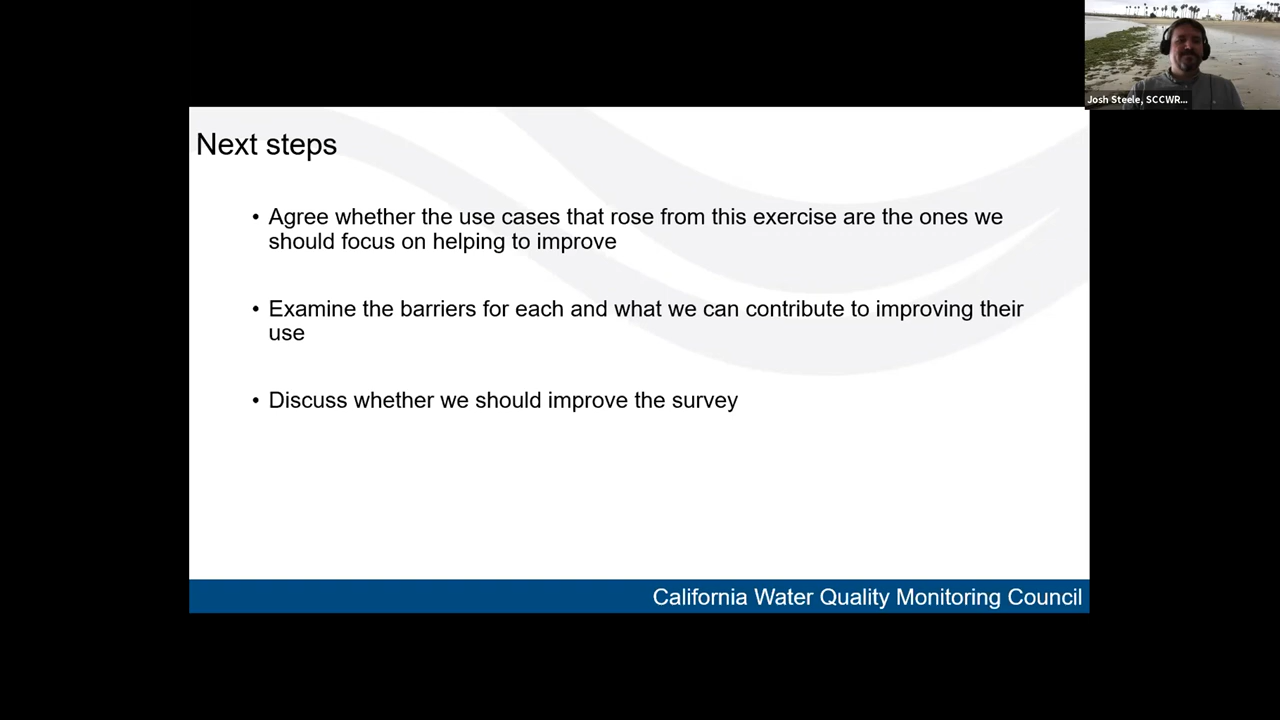 Josh Steele, SCCWR...
Next steps
• Agree whether the use cases that rose from this exercise are the ones we
should focus on helping to improve
• Examine the barriers for each and what we can contribute to improving their
use
• Discuss whether we should improve the survey
California Water Quality Monitoring Council